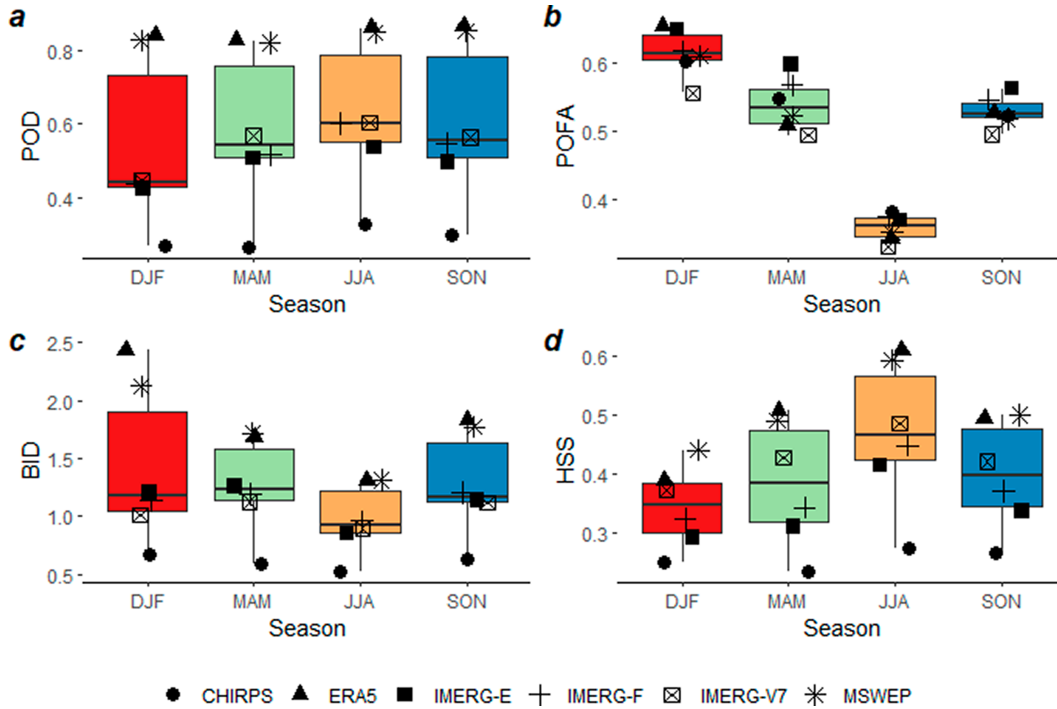 a
POD
0.8
0.6
0.4
DJF MAM JJA SON
Season
b
POFA
0.6
0.5
0.4
DJF MAM JJA SON
Season
c
BID
2.5
2.0
1.5
1.0
0.5
DJF MAM JJA SON
Season
d
HSS
0.6
0.5
0.4
0.3
DJF MAM JJA SON
Season
CHIRPS ERA5 IMERG-E IMERG-F IMERG-V7 MSWEP